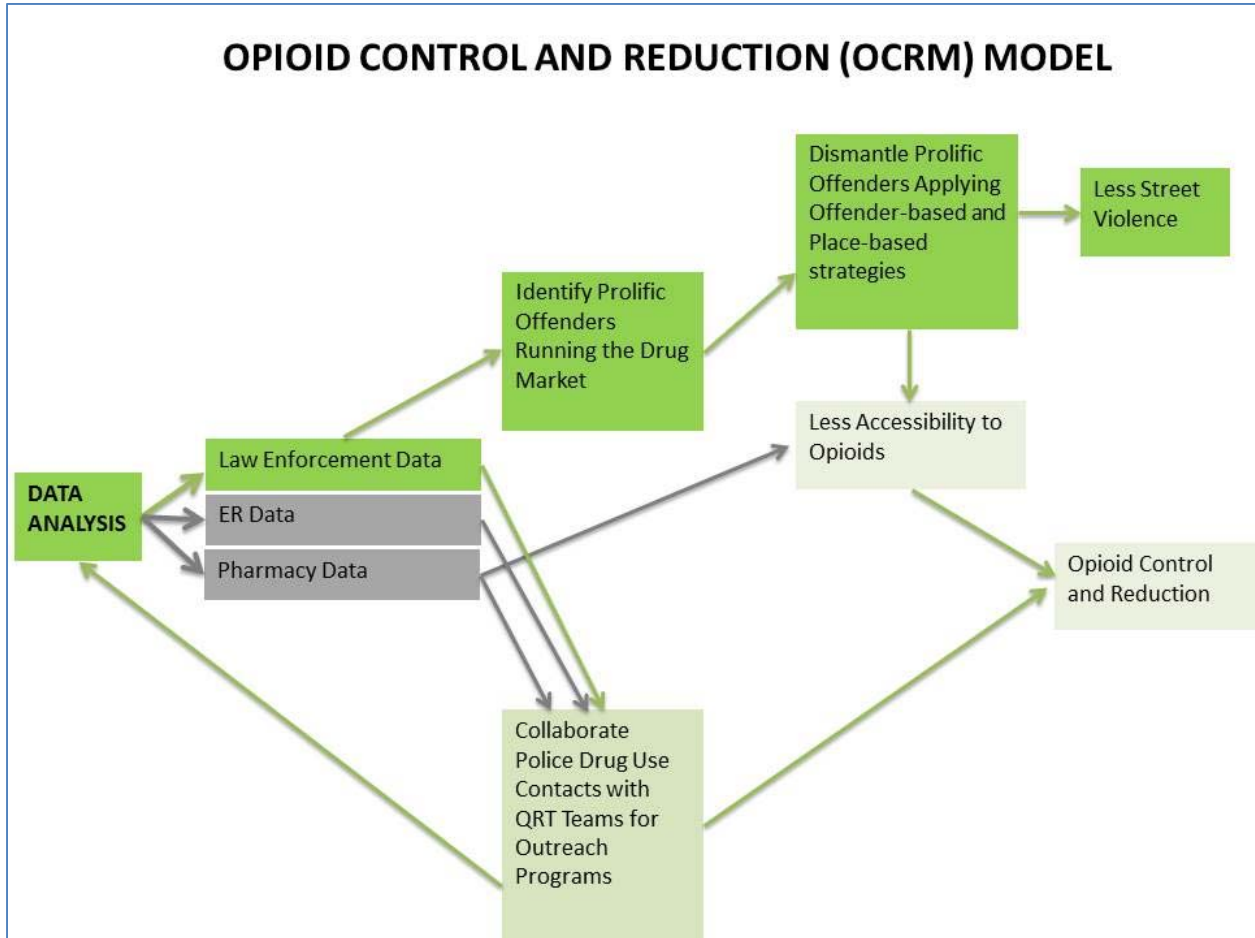 OPIOID CONTROL AND REDUCTION (OCRM) MODEL
Dismantle Prolific
Offenders Applying
Offender-based and
Place-based
strategies
Less Street
Violence
Identify Prolific
Offenders
Running the Drug
Market
Less Accessibility to
Opioids
Law Enforcement Data
DATA
ANALYSIS
ER Data
Pharmacy Data
Opioid Control
and Reduction
Collaborate
Police Drug Use
Contacts with
QRT Teams for
Outreach
Programs